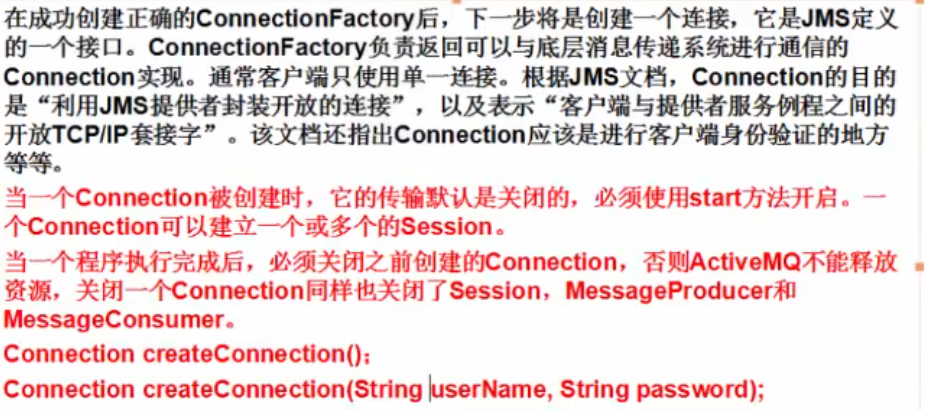 在成功创建正确的ConnectionFactory后，下一步将是创建一个连接，它是JMS定义
的一个接口。ConnectionFactory负责返回可以与底层消息传递系统进行通信的
Connection实现。通常客户端只使用单一连接。根据JMS文档，Connection的目的
是“利用JMS提供者封装开放的连接”，以及表示“客户端与提供者服务例程之间的
开放TCP/IP套接字”。该文档还指出Connection应该是进行客户端身份验证的地方
等等。
当一个Connection被创建时，它的传输默认是关闭的，必须使用start方法开启。一
个Connection可以建立一个或多个的Session。
当一个程序执行完成后，必须关闭之前创建的Connection，否则ActiveMQ不能释放
资源，关闭一个Connection同样也关闭了Session，MessageProducer和
MessageConsumer。
Connection createConnection();
Connection createConnection(String userName, String password);